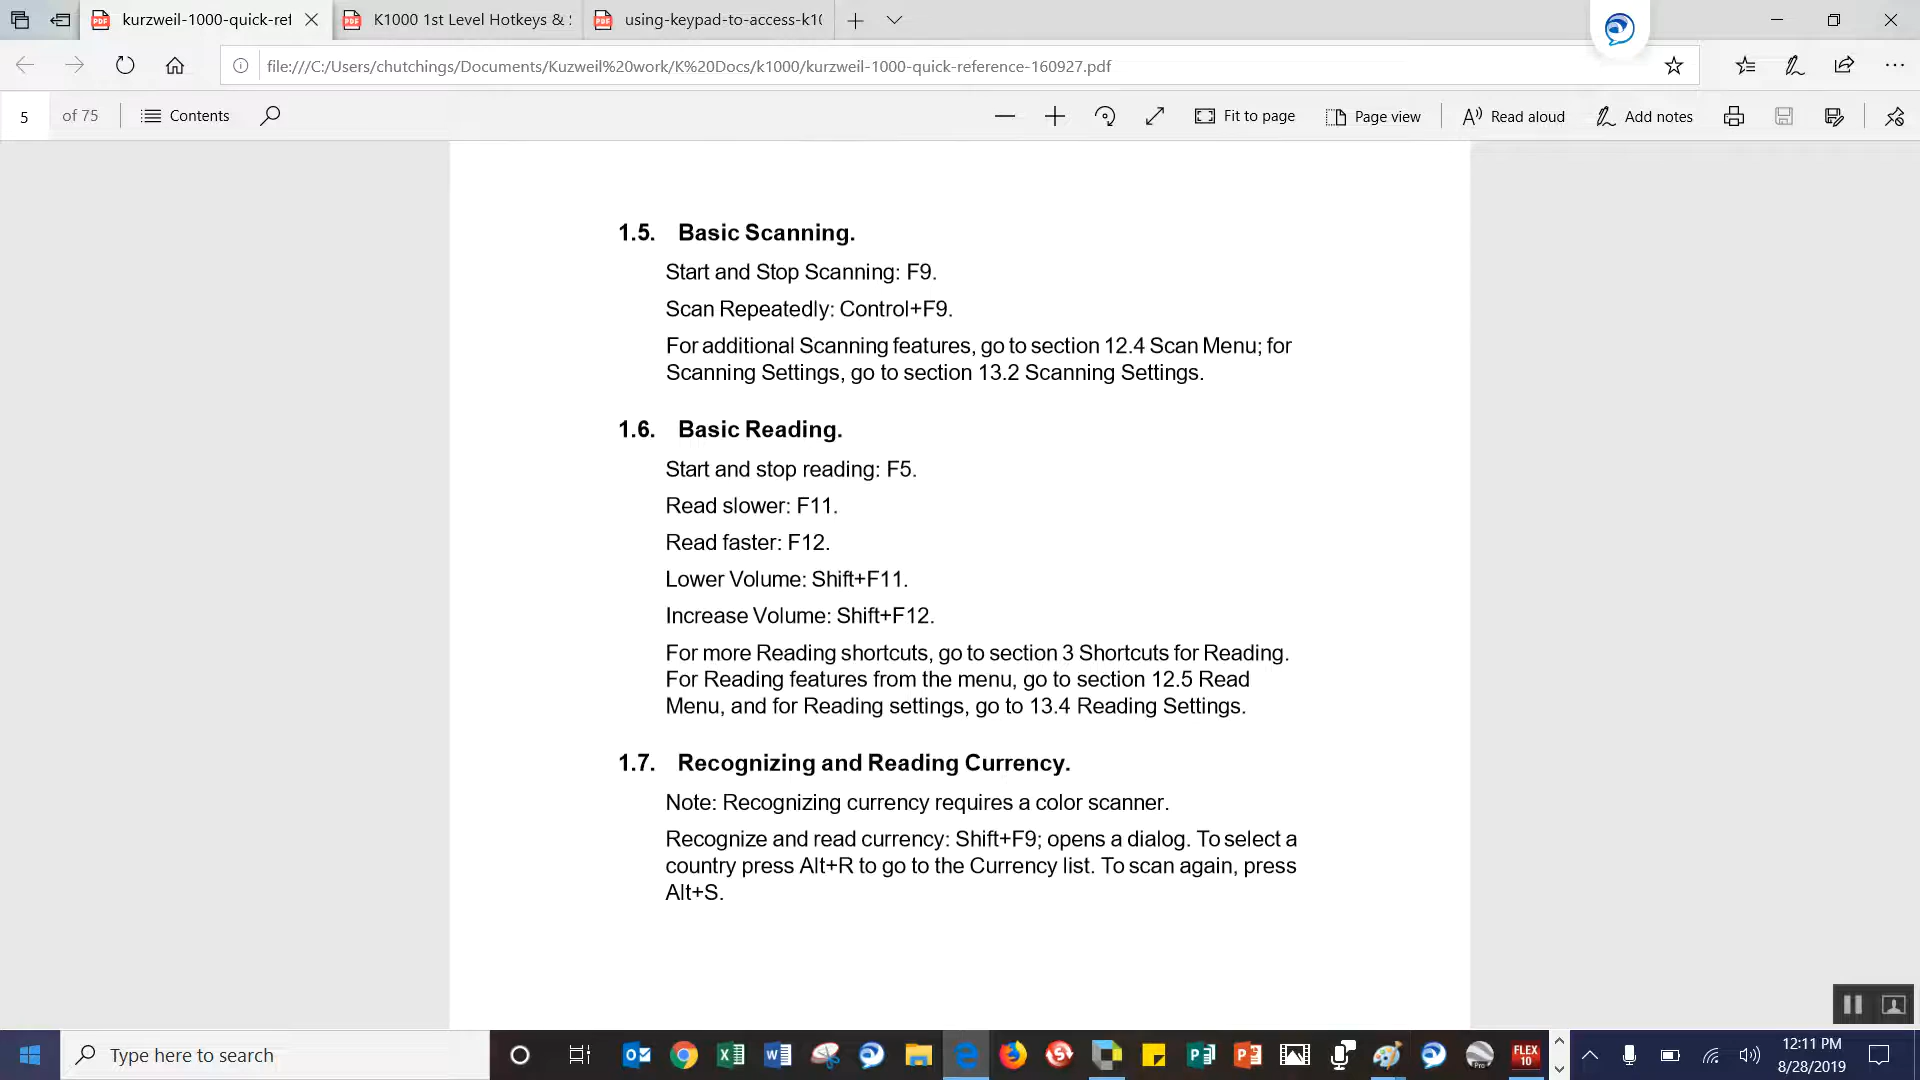 kurzweil-1000-quick-ref
K1000 1st Level Hotkeys &
using-keypad-to-access-k10
file:///C:/Users/chutchings/Documents/Kuzweil%20work/K%20Docs/k1000/kurzweil-1000-quick-reference-160927.pdf
5 of 75 Contents Fit to page Page view Read aloud Add notes
1.5. Basic Scanning.
Start and Stop Scanning: F9.
Scan Repeatedly: Control+F9.
For additional Scanning features, go to section 12.4 Scan Menu; for
Scanning Settings, go to section 13.2 Scanning Settings.
1.6. Basic Reading.
Start and stop reading: F5.
Read slower: F11.
Read faster: F12.
Lower Volume: Shift+F11.
Increase Volume: Shift+F12.
For more Reading shortcuts, go to section 3 Shortcuts for Reading.
For Reading features from the menu, go to section 12.5 Read
Menu, and for Reading settings, go to 13.4 Reading Settings.
1.7. Recognizing and Reading Currency.
Note: Recognizing currency requires a color scanner.
Recognize and read currency: Shift+F9; opens a dialog. To select a
country press Alt+R to go to the Currency list. To scan again, press
Alt+S.
Type here to search
FLEX
10
12:11 PM
8/28/2019